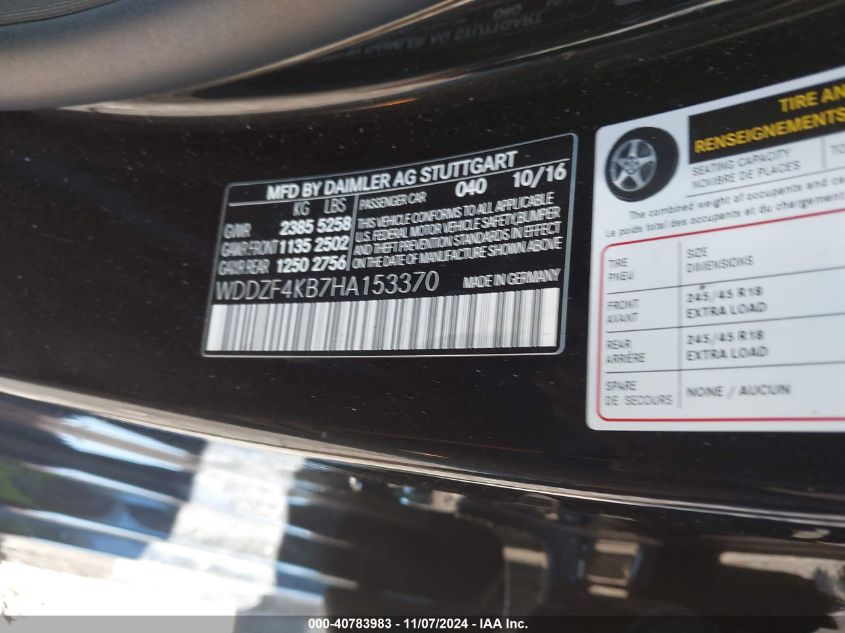 MFD BY DAIMLER AG STUTTGART
KG LBS
GVWR 2385 5258
GAWR FRONT 1135 2502
GAWR REAR 1250 2756
PASSENGER CAR 040 10/16
THIS VEHICLE CONFORMS TO ALL APPLICABLE
U.S. FEDERAL MOTOR VEHICLE SAFETY, BUMPER
AND THEFT PREVENTION STANDARDS IN EFFECT
ON THE DATE OF MANUFACTURE SHOWN ABOVE
WDDZF4KB7HA153370 MADE IN GERMANY
TIRE AN
RENSEIGNEMENTS
SEATING CAPACITY
NOMBRE DE PLACES
TO
The combined weight of occupants and ca
Le poids total des occupants et du chargement
TIRE SIZE
PNEU DIMENSIONS
FRONT 245/45 R18
AVANT EXTRA LOAD
REAR 245/45 R18
ARRIÈRE EXTRA LOAD
SPARE NONE / AUCUN
DE SECOURS
000-40783983 — 11/07/2024 — IAA Inc.